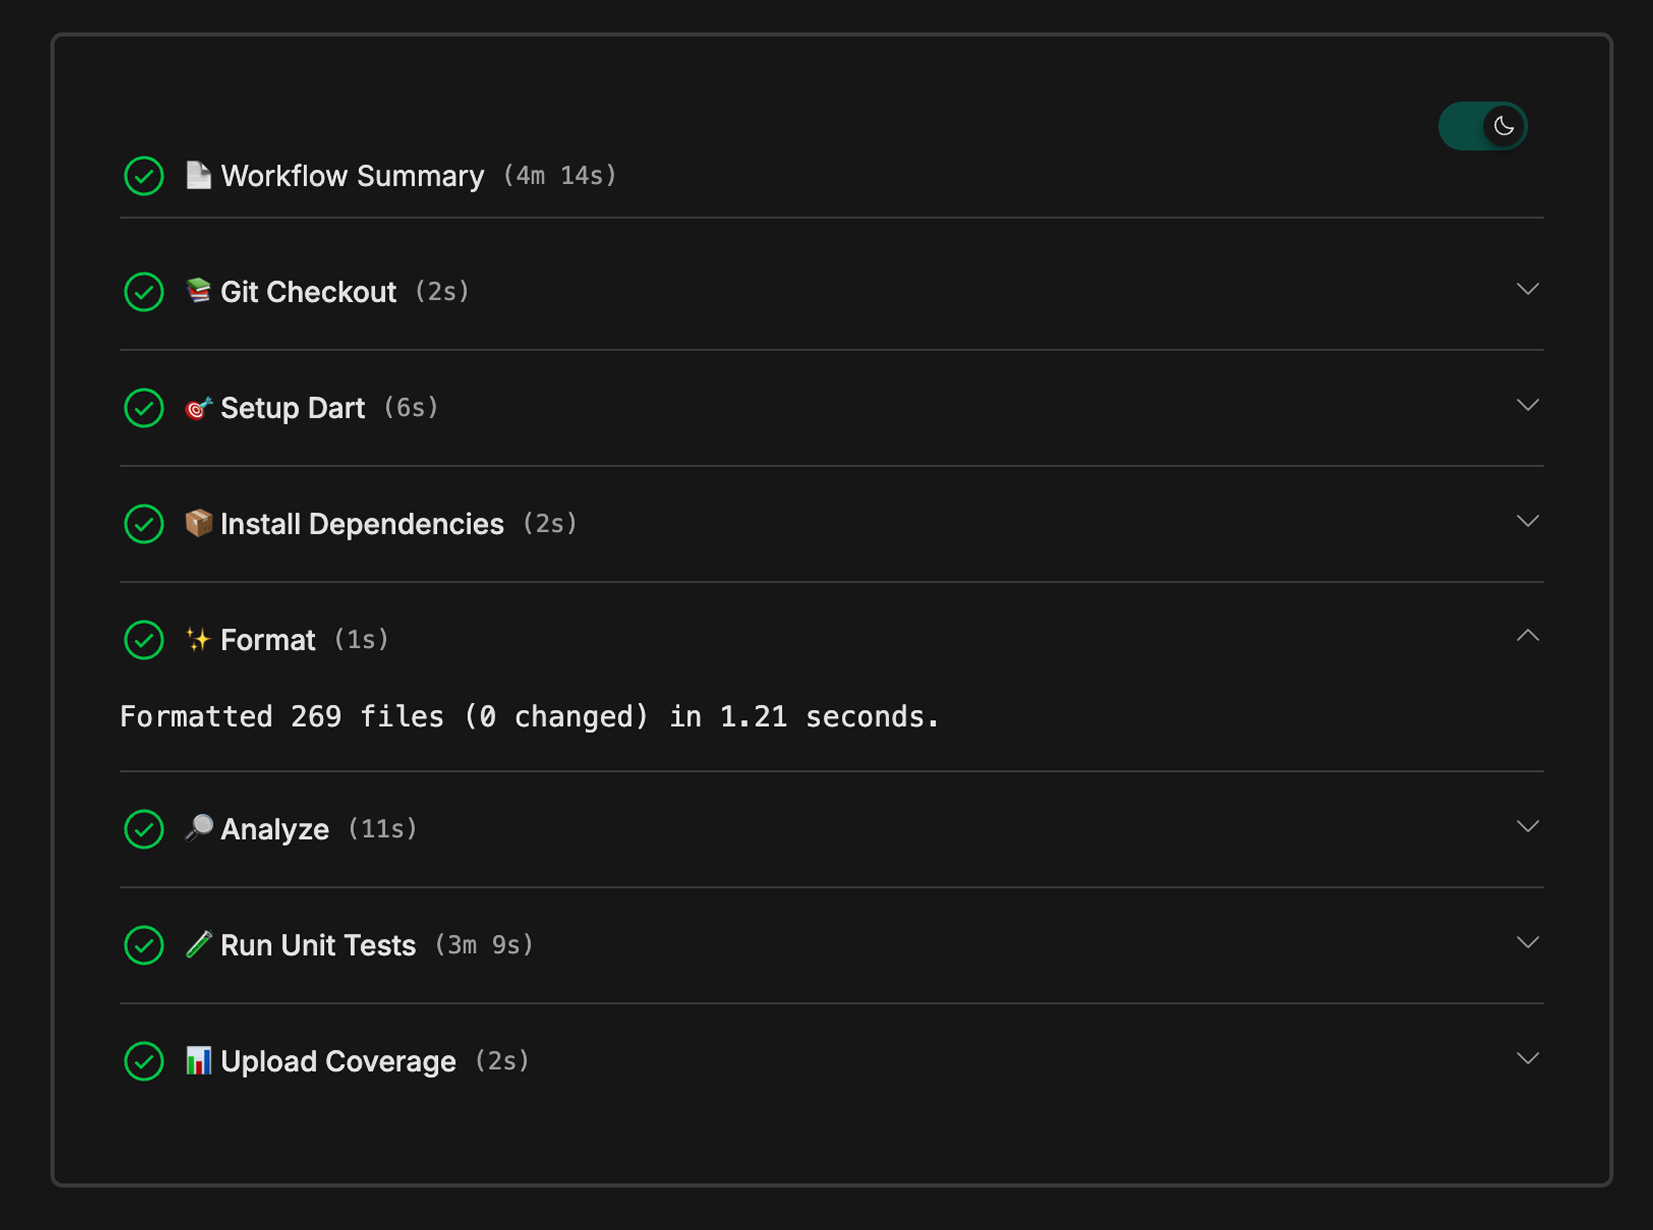 📄 Workflow Summary (4m 14s)
📚 Git Checkout (2s)
🎯 Setup Dart (6s)
📦 Install Dependencies (2s)
✨ Format (1s)
Formatted 269 files (0 changed) in 1.21 seconds.
🔎 Analyze (11s)
🧪 Run Unit Tests (3m 9s)
📊 Upload Coverage (2s)